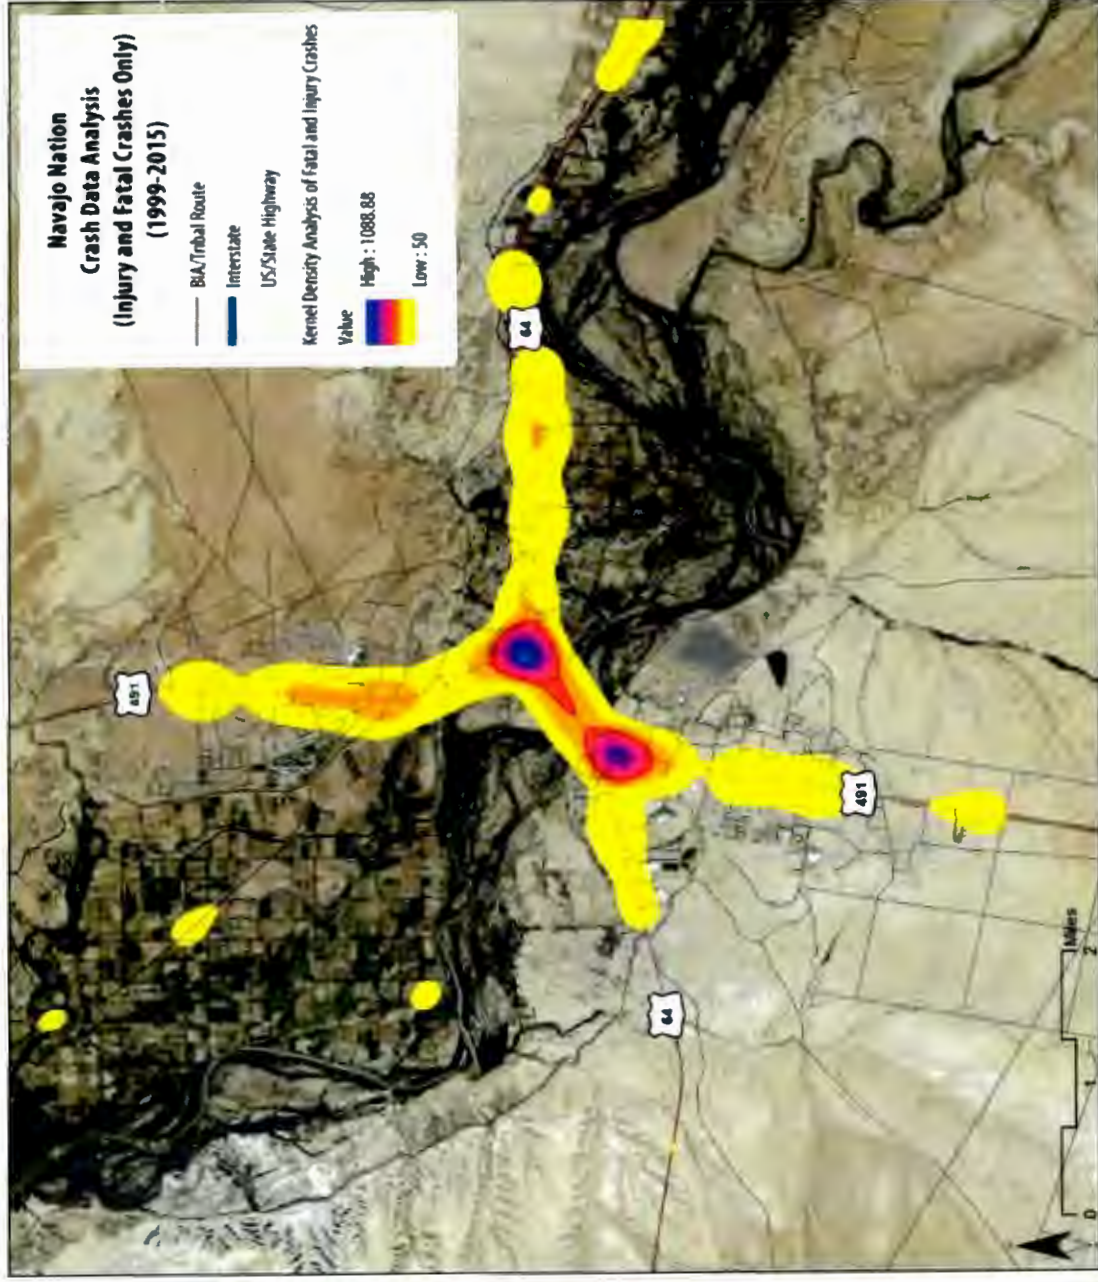 Navajo Nation
Crash Data Analysis
(Injury and Fatal Crashes Only)
(1999-2015)
BIA/Tribal Route
Interstate
US/State Highway
Kernel Density Analysis of Fatal and Injury Crashes
Value
High : 1088.88
Low : 50
491
64
491
64
0
1
2
Miles